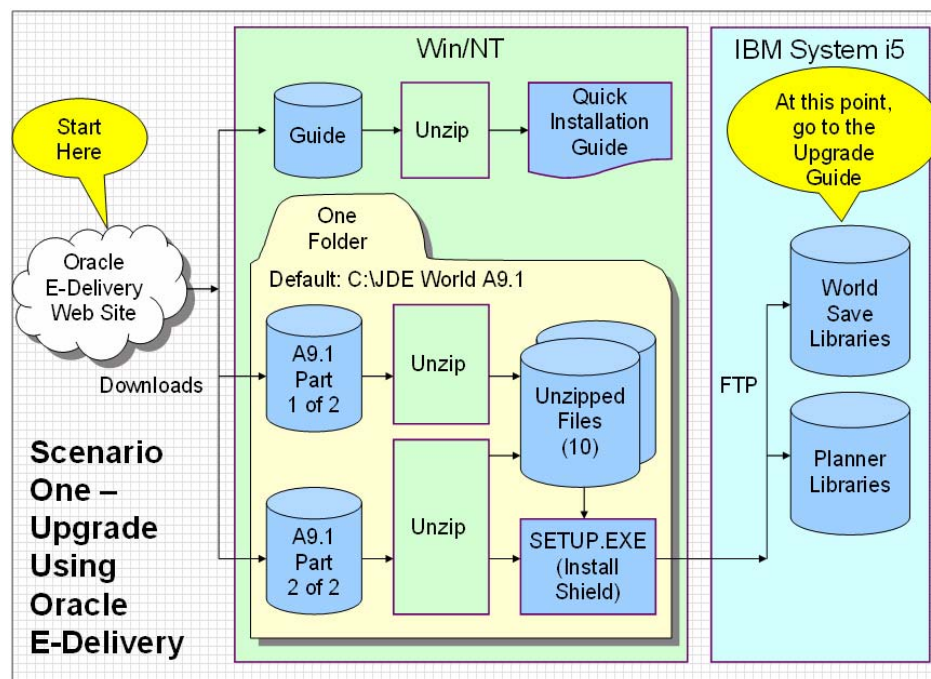 Win/NT
IBM System i5
Start
Here
Guide
Unzip
Quick
Installation
Guide
At this point,
go to the
Upgrade
Guide
One
Folder
Default: C:\JDE World A9.1
Oracle
E-Delivery
Web Site
Downloads
A9.1
Part
1 of 2
Unzip
Unzipped
Files
(10)
FTP
World
Save
Libraries
Planner
Libraries
A9.1
Part
2 of 2
Unzip
SETUP.EXE
(Install
Shield)
Scenario
One –
Upgrade
Using
Oracle
E-Delivery